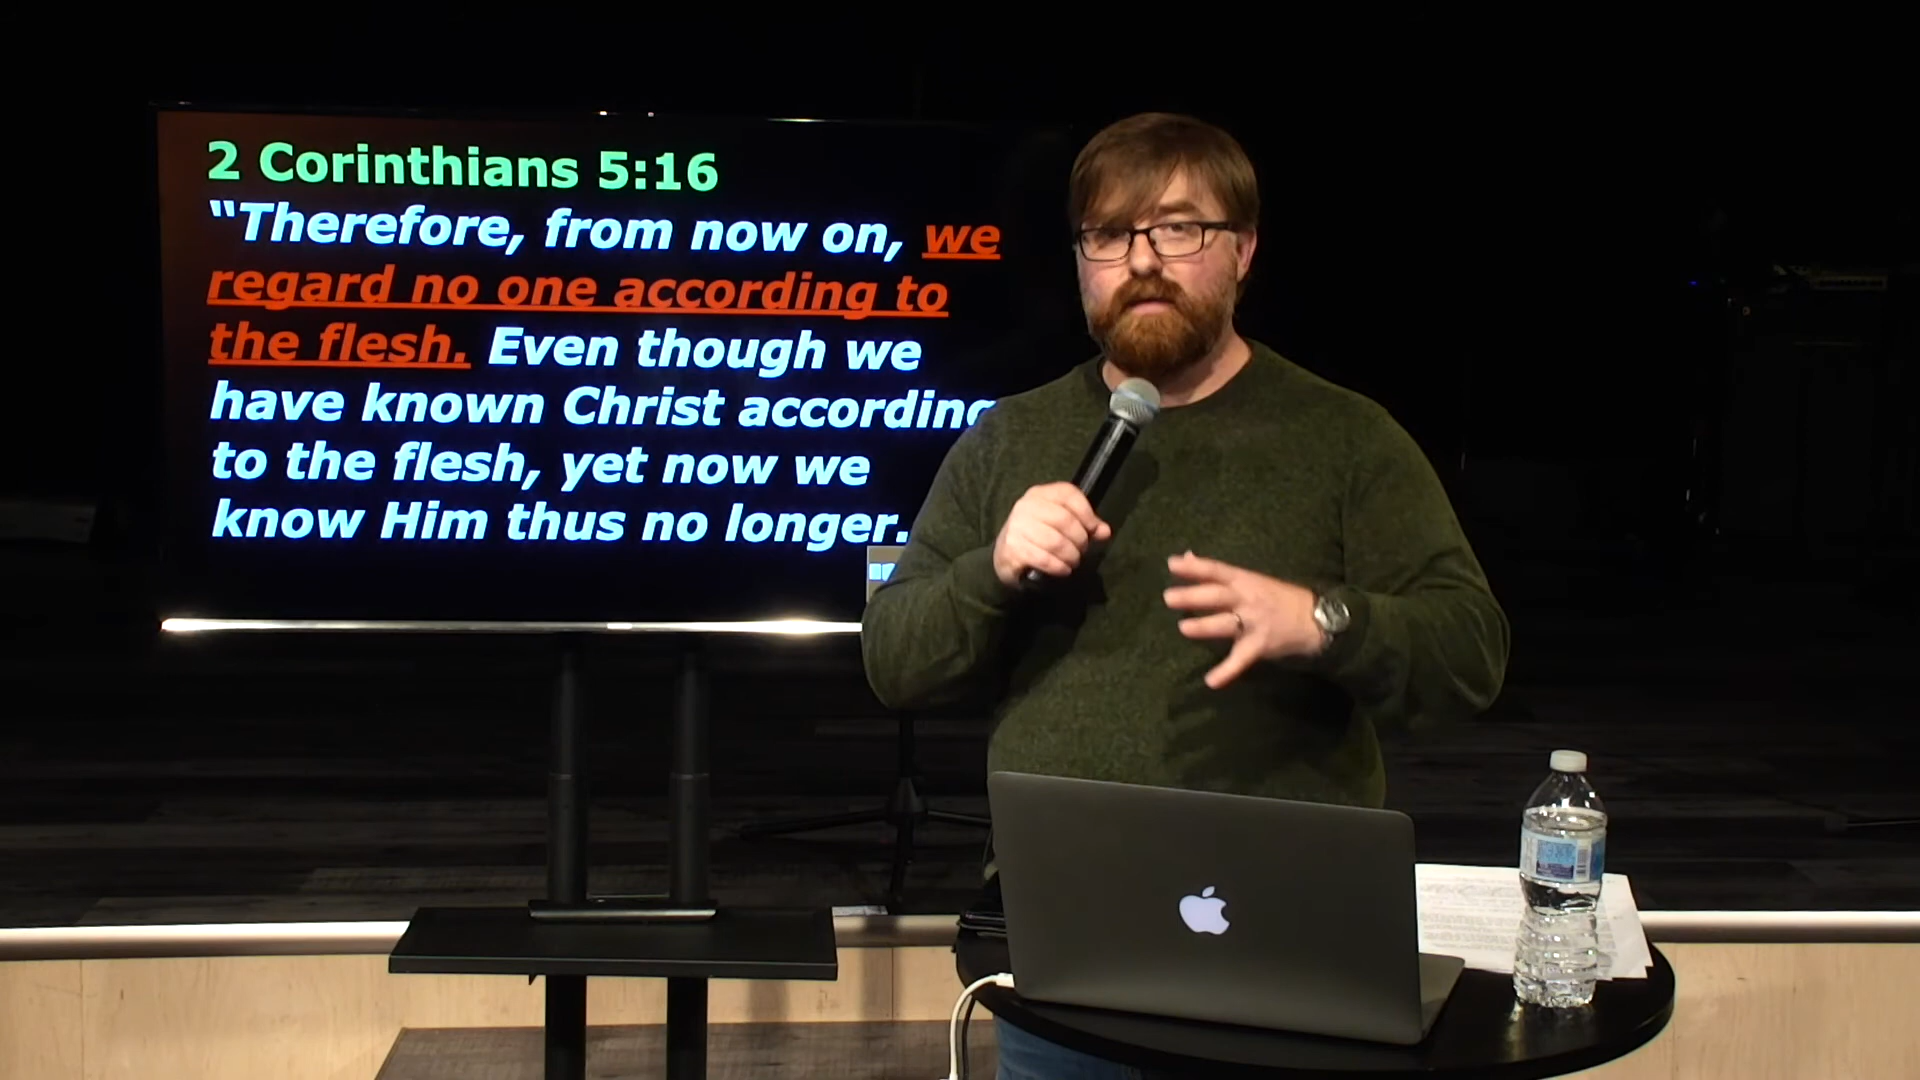 2 Corinthians 5:16
“Therefore, from now on, we
regard no one according to
the flesh. Even though we
have known Christ according
to the flesh, yet now we
know Him thus no longer.
"